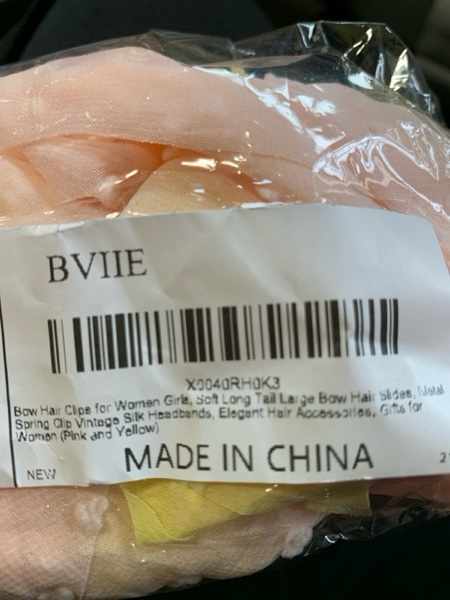 BVIIE
X0040RH0K3
Bow Hair Clips for Women Girls, Soft Long Tail Large Bow Hair Slides, Metal
Spring Clip Vintage Silk Headbands, Elegant Hair Accessories, Gifts for
Women (Pink and Yellow)
NEW
MADE IN CHINA